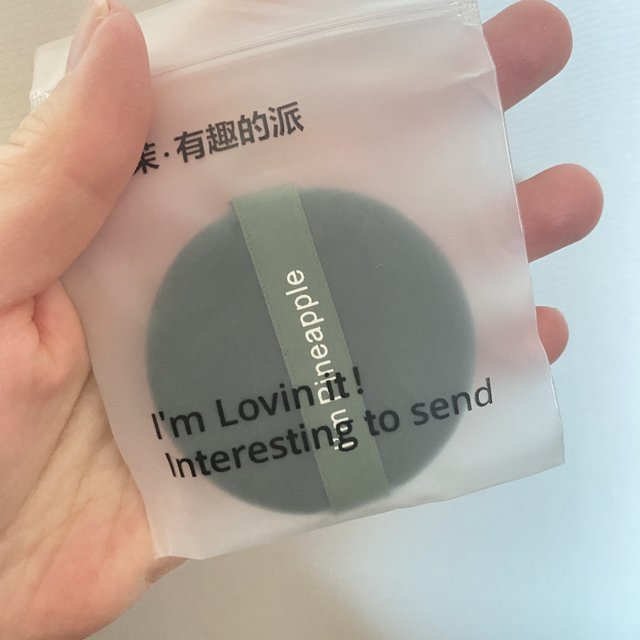 ·有趣的派
Pineapple
I'm Lovin it!
Interesting to send